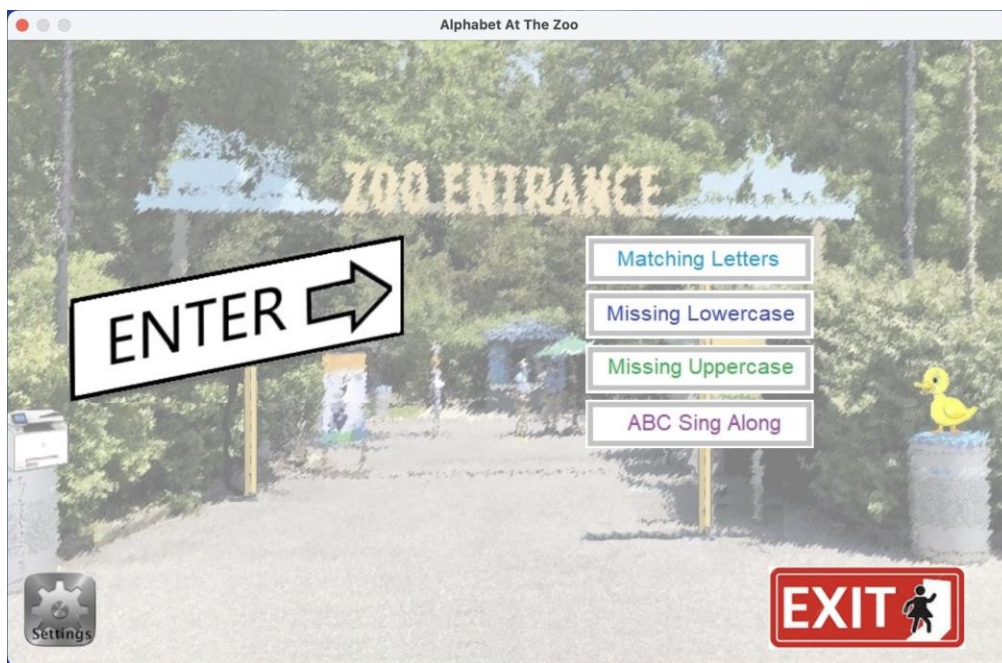 Alphabet At The Zoo
ZOO ENTRANCE
ENTER
Matching Letters
Missing Lowercase
Missing Uppercase
ABC Sing Along
Settings
EXIT